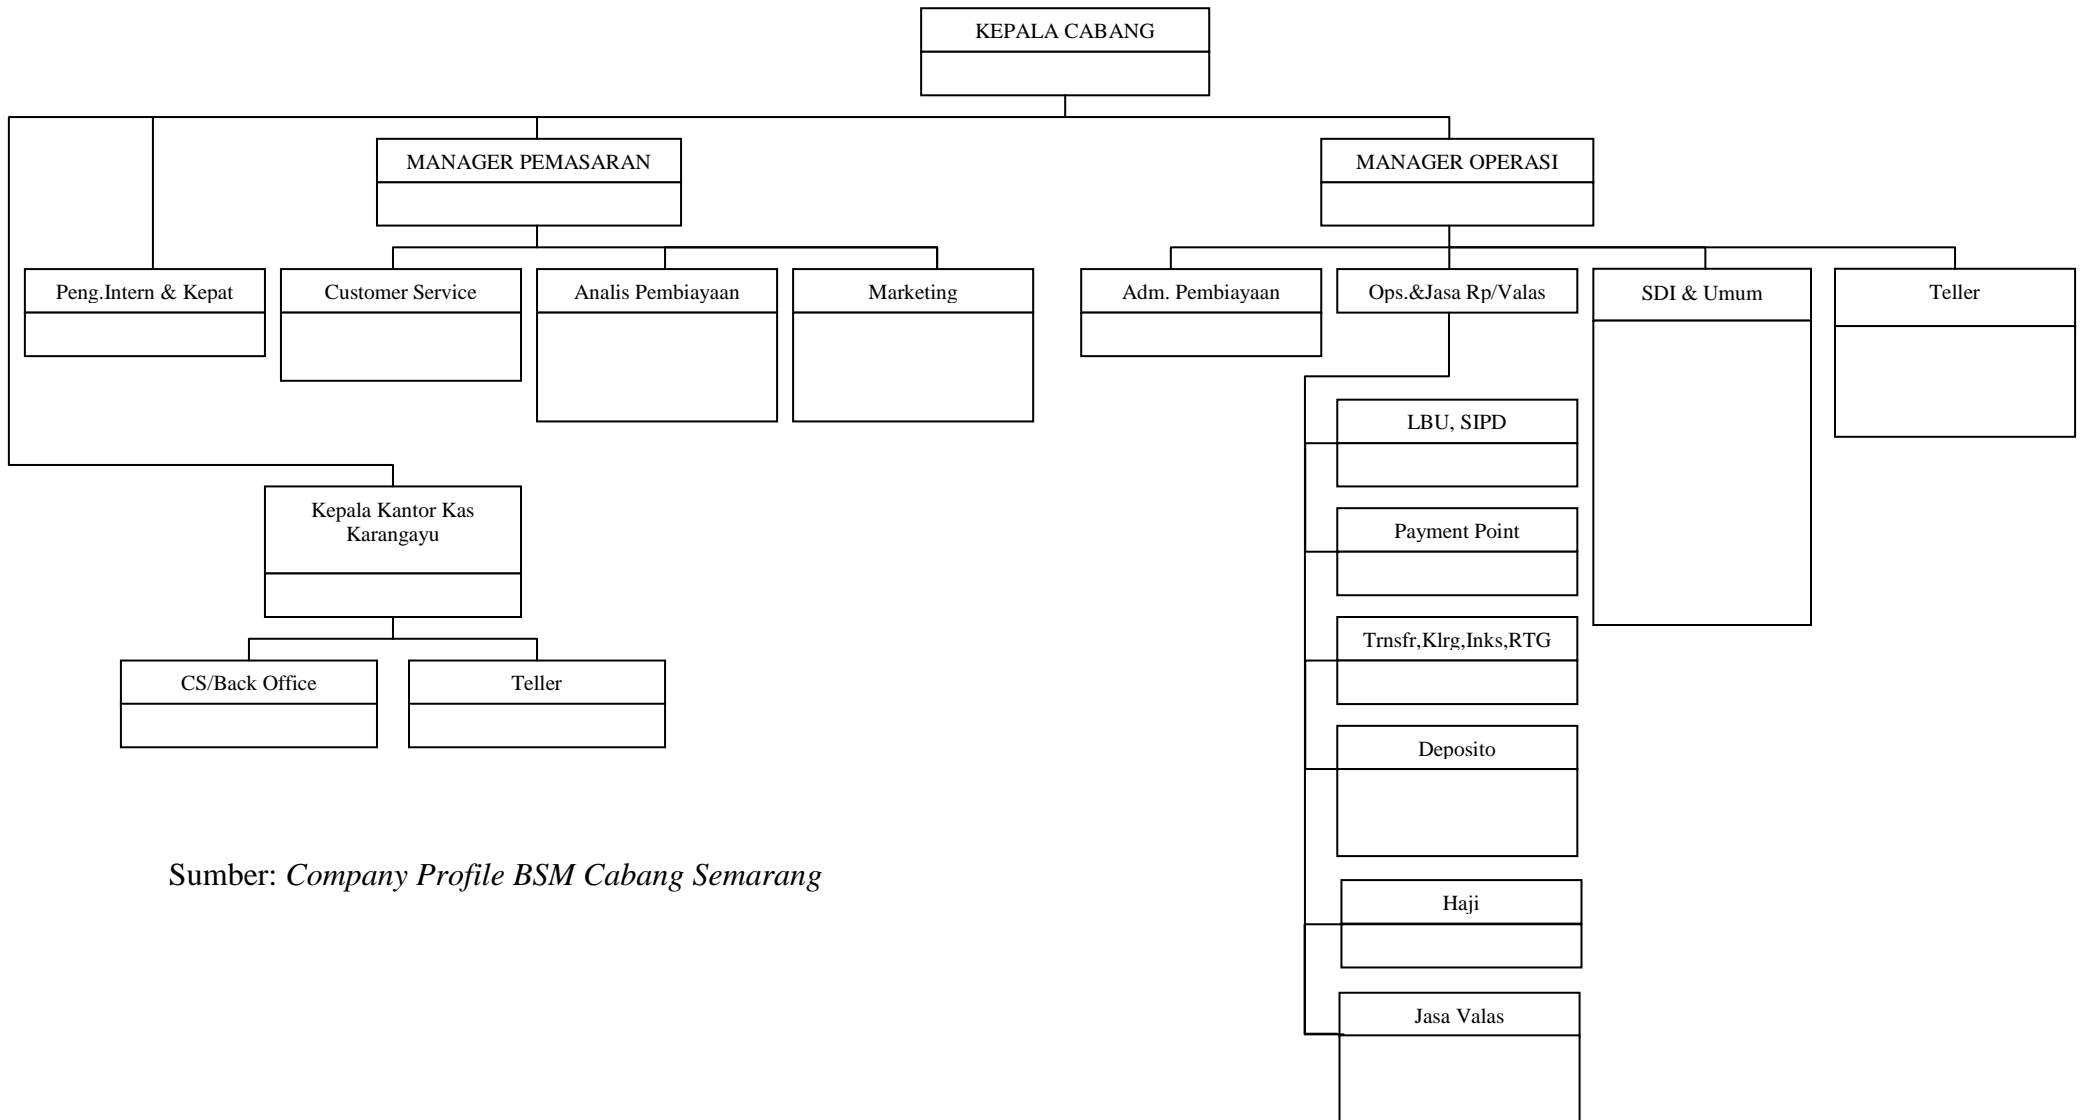 KEPALA CABANG
MANAGER PEMASARAN
MANAGER OPERASI
Peng.Intern & Kepat
Customer Service
Analis Pembiayaan
Marketing
Adm. Pembiayaan
Ops.&Jasa Rp/Valas
SDI & Umum
Teller
LBU, SIPD
Payment Point
Trnsfr,Klrg,Inks,RTG
Deposito
Haji
Jasa Valas
Kepala Kantor Kas
Karangayu
CS/Back Office
Teller
Sumber: Company Profile BSM Cabang Semarang